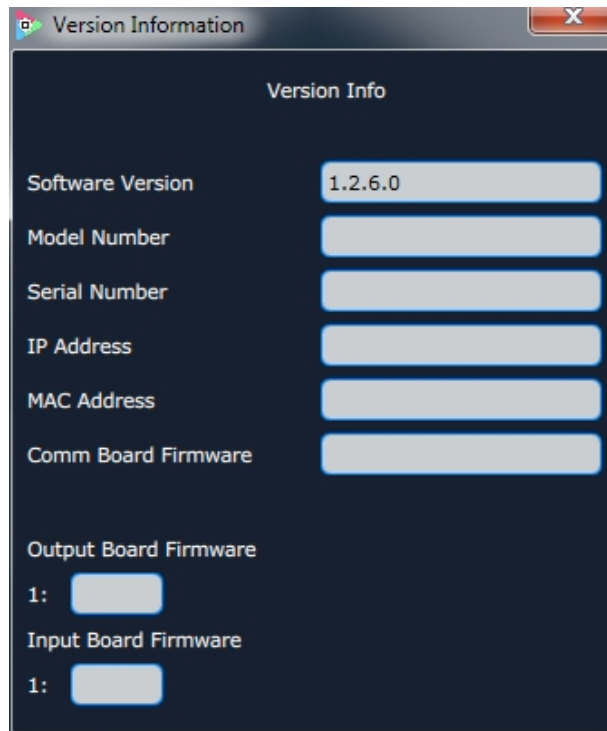 Version Information
Version Info
Software Version 1.2.6.0
Model Number
Serial Number
IP Address
MAC Address
Comm Board Firmware
Output Board Firmware
1:
Input Board Firmware
1: